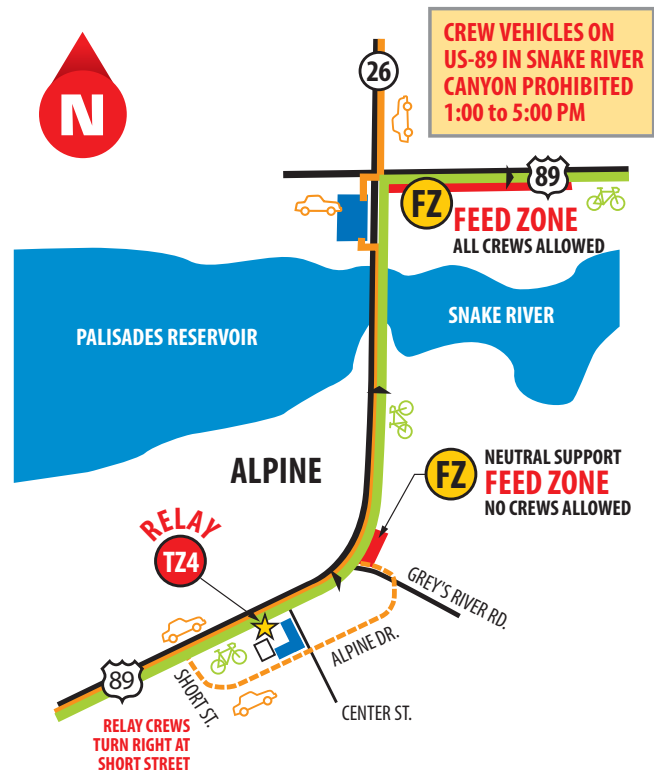 CREW VEHICLES ON
US-89 IN SNAKE RIVER
CANYON PROHIBITED
1:00 to 5:00 PM
N
26
89
FZ
FEED ZONE
ALL CREWS ALLOWED
PALISADES RESERVOIR
SNAKE RIVER
ALPINE
FZ
NEUTRAL SUPPORT
FEED ZONE
NO CREWS ALLOWED
RELAY
TZ4
GREY'S RIVER RD.
ALPINE DR.
SHORT ST.
CENTER ST.
89
RELAY CREWS
TURN RIGHT AT
SHORT STREET